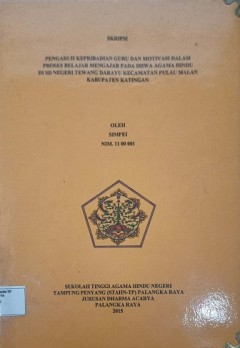 SKRIPSI
PENGARUH KEPRIBADIAN GURU DAN MOTIVASI DALAM
PROSES BELAJAR MENGAJAR PADA SISWA AGAMA HINDU
DI SD NEGERI TEWANG DARAYU KECAMATAN PULAU MALAN
KABUPATEN KATINGAN
OLEH
SIMPEI
NIM. 11 00 001
SEKOLAH TINGGI AGAMA HINDU NEGERI
TAMPUNG PENYANG (STAHN-TP) PALANGKA RAYA
JURUSAN DHARMA ACARYA
PALANGKA RAYA
2015